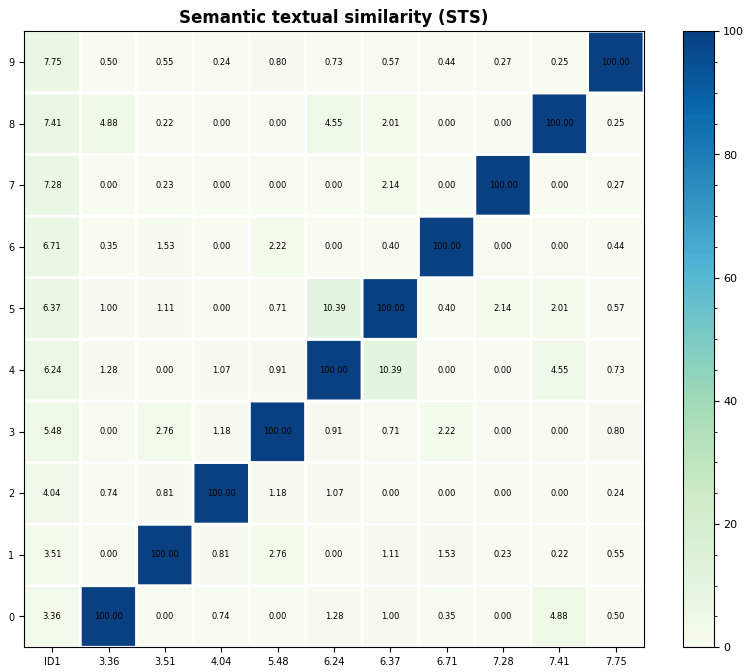 Semantic textual similarity (STS)
9 7.75 0.50 0.55 0.24 0.80 0.73 0.57 0.44 0.27 0.25 100.00
8 7.41 4.88 0.22 0.00 0.00 4.55 2.01 0.00 0.00 100.00 0.25
7 7.28 0.00 0.23 0.00 0.00 0.00 2.14 0.00 100.00 0.00 0.27
6 6.71 0.35 1.53 0.00 2.22 0.00 0.40 100.00 0.00 0.00 0.44
5 6.37 1.00 1.11 0.00 0.71 10.39 100.00 0.40 2.14 2.01 0.57
4 6.24 1.28 0.00 1.07 0.91 100.00 10.39 0.00 0.00 4.55 0.73
3 5.48 0.00 2.76 1.18 100.00 0.91 0.71 2.22 0.00 0.00 0.80
2 4.04 0.74 0.81 100.00 1.18 1.07 0.00 0.00 0.00 0.00 0.24
1 3.51 0.00 100.00 0.81 2.76 0.00 1.11 1.53 0.23 0.22 0.55
0 3.36 100.00 0.00 0.74 0.00 1.28 1.00 0.35 0.00 4.88 0.50
ID1 3.36 3.51 4.04 5.48 6.24 6.37 6.71 7.28 7.41 7.75
100
80
60
40
20
0